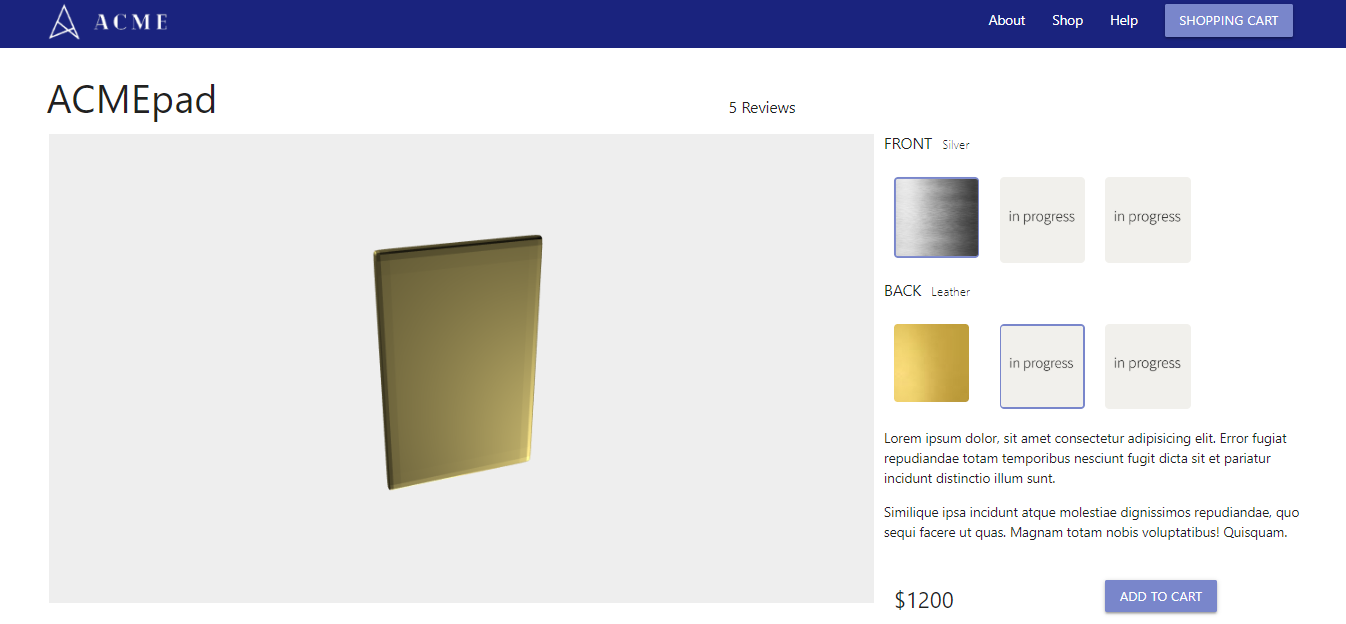 ACME
About Shop Help SHOPPING CART
ACMEpad
5 Reviews
FRONT Silver
in progress in progress
BACK Leather
in progress in progress
Lorem ipsum dolor, sit amet consectetur adipisicing elit. Error fugiat
repudiandae totam temporibus nesciunt fugit dicta sit et pariatur
incidunt distinctio illum sunt.
Similique ipsa incidunt atque molestiae dignissimos repudiandae, quo
sequi facere ut quas. Magnam totam nobis voluptatibus! Quisquam.
$1200 ADD TO CART